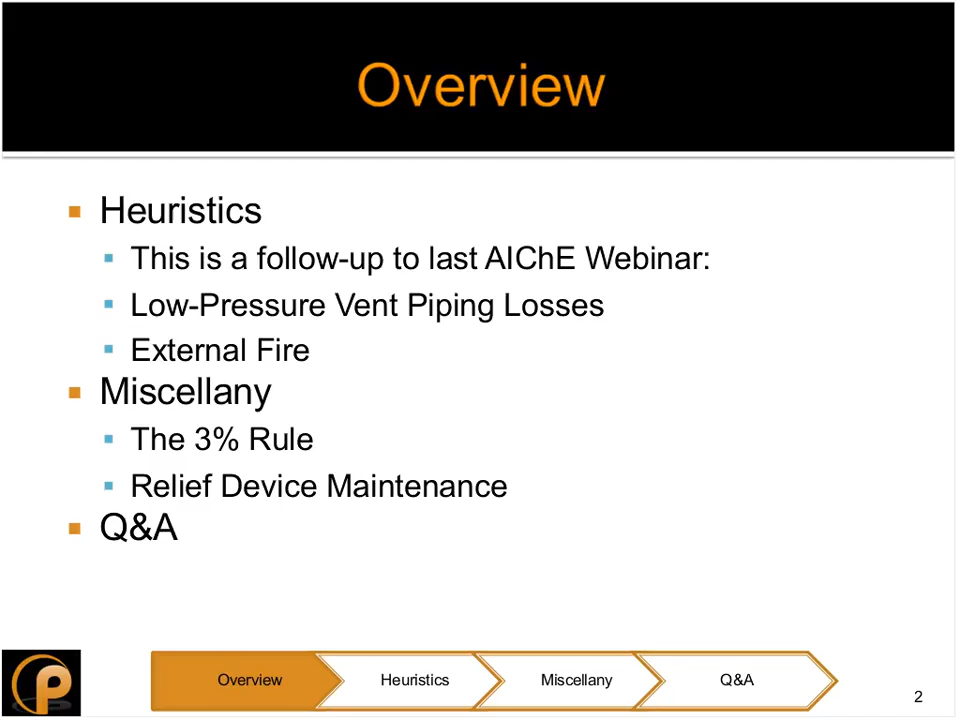 Overview
Heuristics
This is a follow-up to last AIChE Webinar:
Low-Pressure Vent Piping Losses
External Fire
Miscellany
The 3% Rule
Relief Device Maintenance
Q&A
P
Overview
Heuristics
Miscellany
Q&A
2